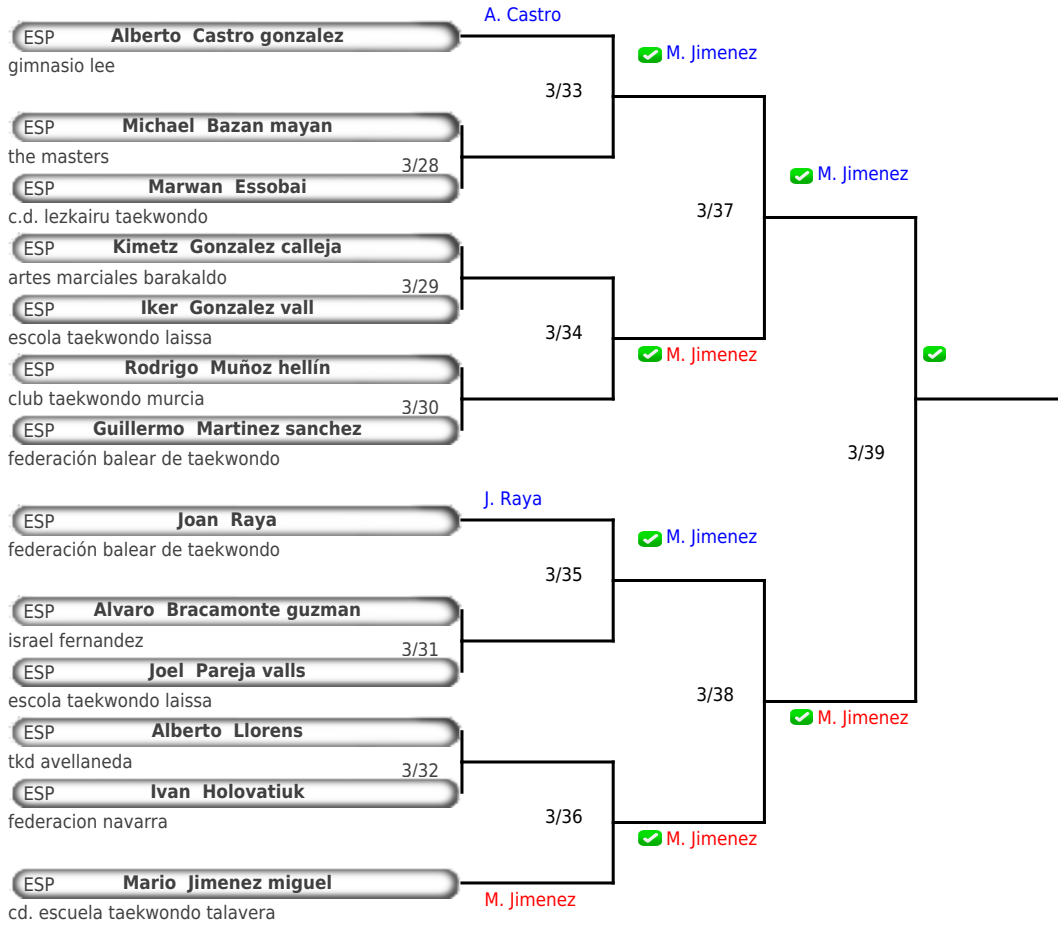 A. Castro
ESP Alberto Castro gonzalez
gimnasio lee
M. Jimenez
3/33
ESP Michael Bazan mayan
the masters
3/28
ESP Marwan Essobai
c.d. lezkairu taekwondo
M. Jimenez
3/37
ESP Kimetz Gonzalez calleja
artes marciales barakaldo
3/29
ESP Iker Gonzalez vall
escola taekwondo laissa
3/34
M. Jimenez
ESP Rodrigo Muñoz hellín
club taekwondo murcia
3/30
ESP Guillermo Martinez sanchez
federación balear de taekwondo
3/39
J. Raya
ESP Joan Raya
federación balear de taekwondo
M. Jimenez
3/35
ESP Alvaro Bracamonte guzman
israel fernandez
3/31
ESP Joel Pareja valls
escola taekwondo laissa
3/38
M. Jimenez
ESP Alberto Llorens
tkd avellaneda
3/32
ESP Ivan Holovatiuk
federacion navarra
3/36
M. Jimenez
ESP Mario Jimenez miguel
M. Jimenez
cd. escuela taekwondo talavera